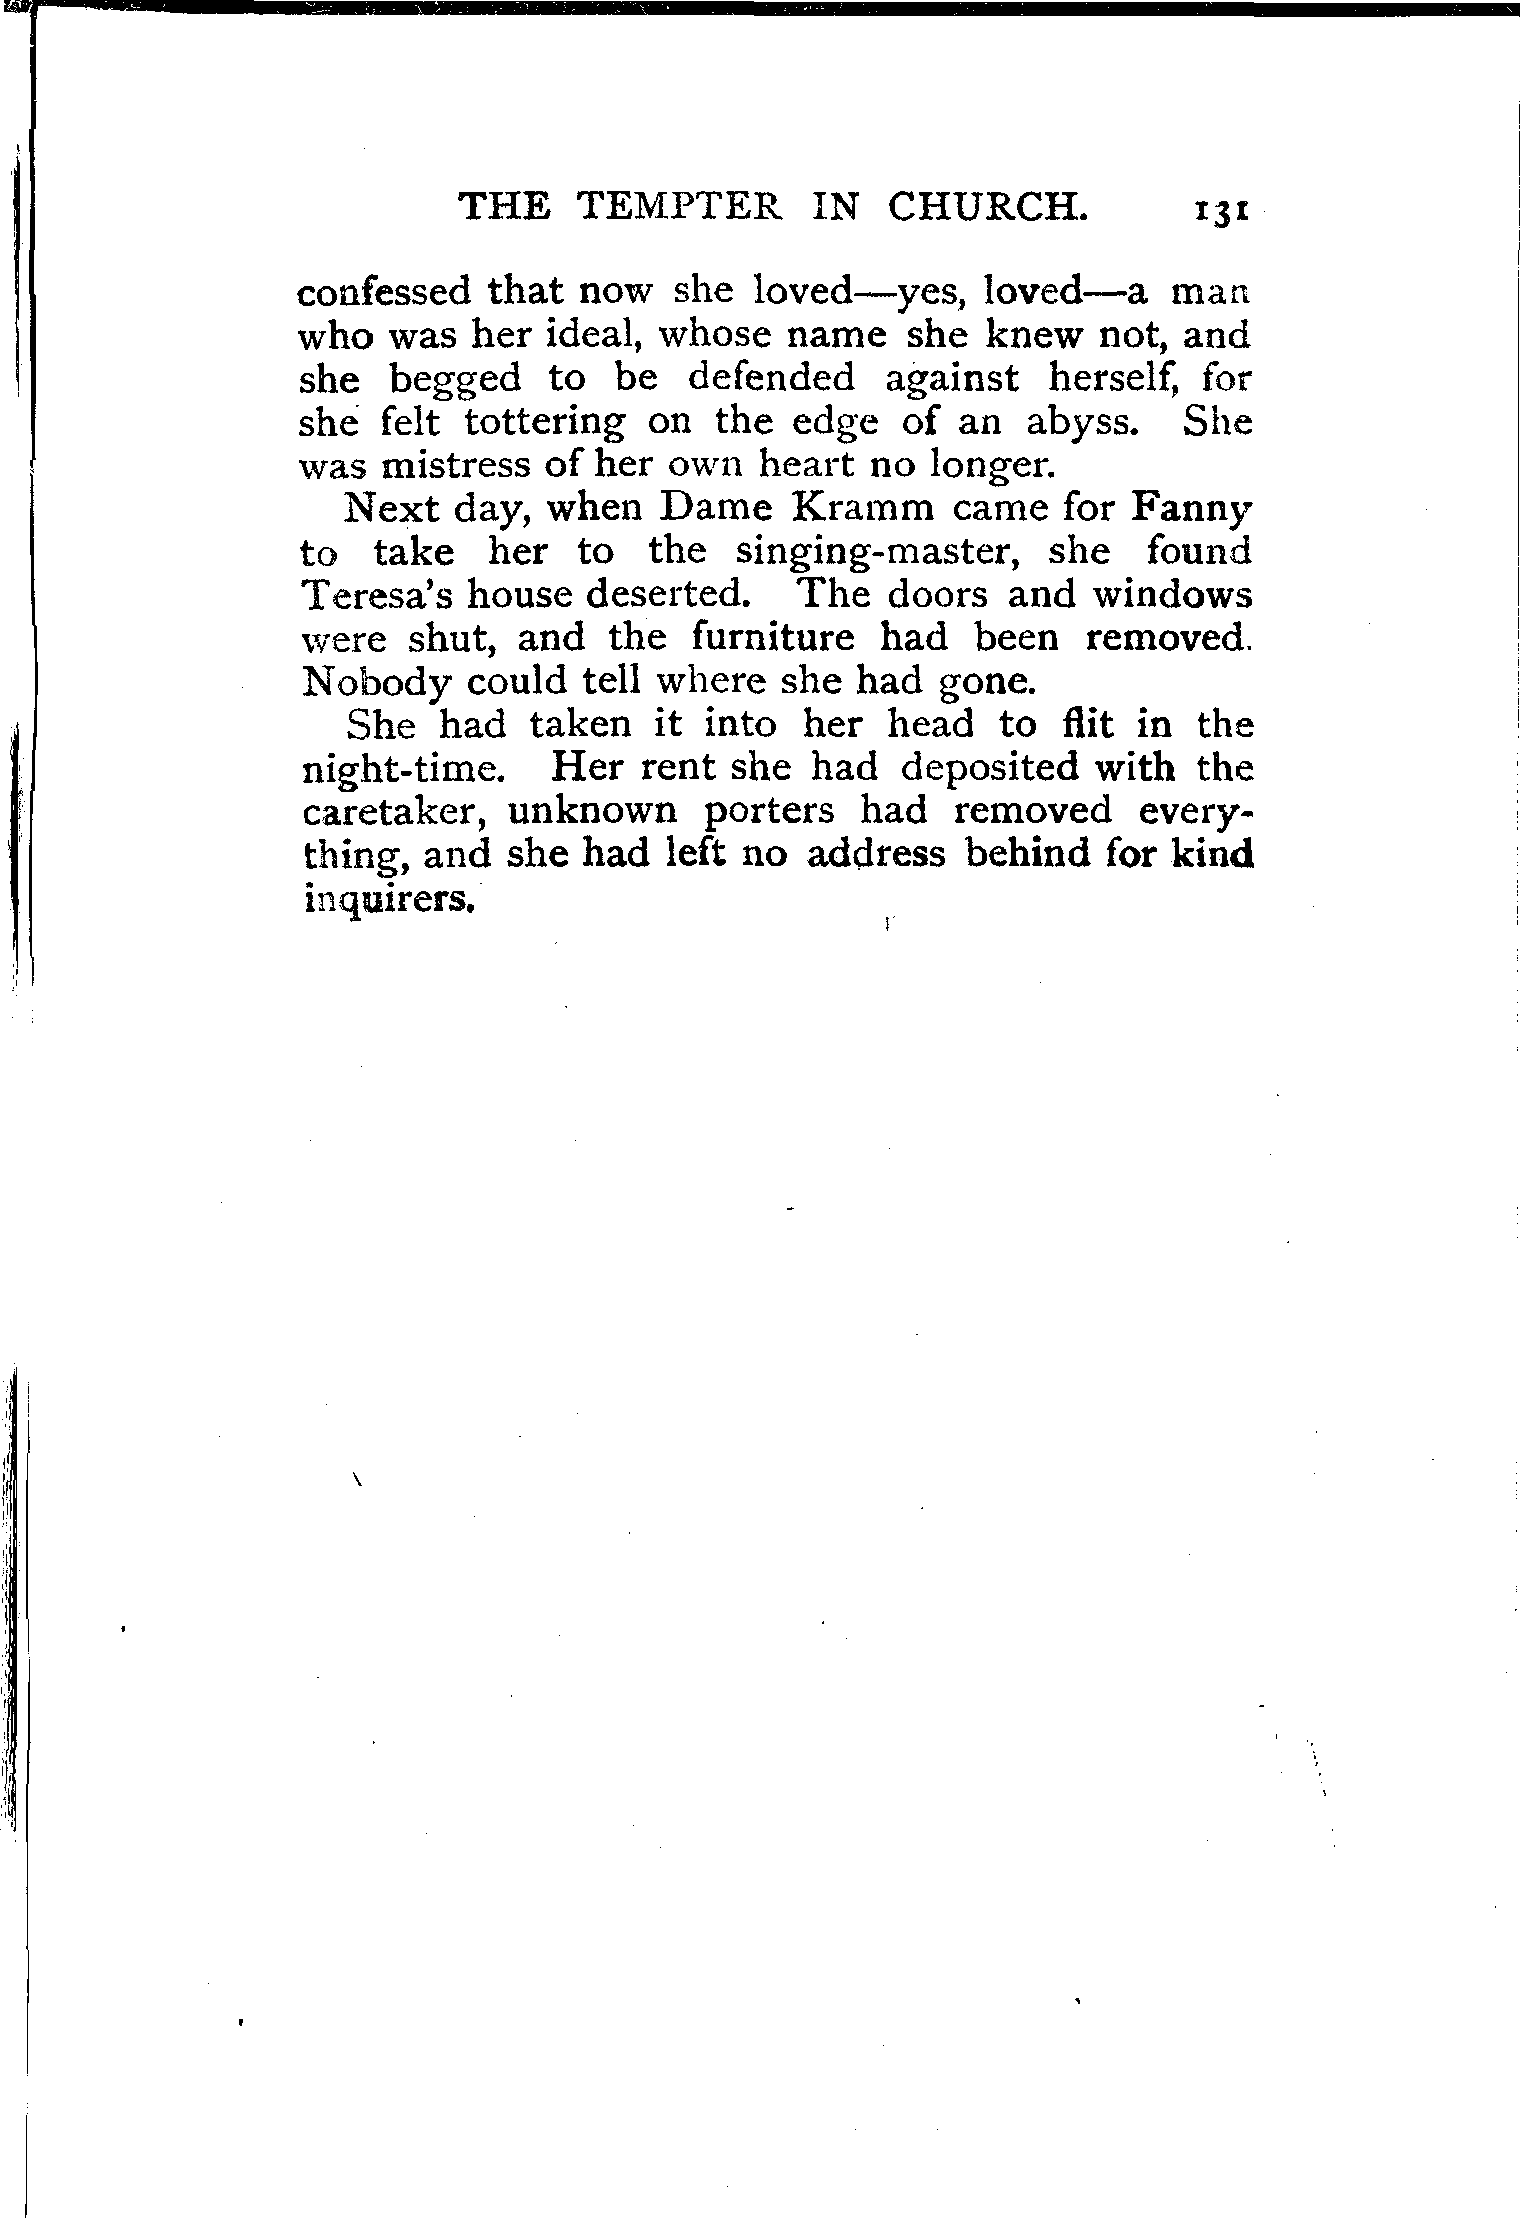 THE TEMPTER IN CHURCH. 131
confessed that now she loved—yes, loved—a man
who was her ideal, whose name she knew not, and
she begged to be defended against herself, for
she felt tottering on the edge of an abyss. She
was mistress of her own heart no longer.
Next day, when Dame Kramm came for Fanny
to take her to the singing-master, she found
Teresa's house deserted. The doors and windows
were shut, and the furniture had been removed.
Nobody could tell where she had gone.
She had taken it into her head to flit in the
night-time. Her rent she had deposited with the
caretaker, unknown porters had removed every-
thing, and she had left no address behind for kind
inquirers.